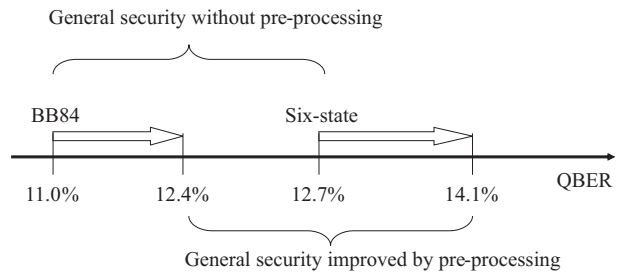 General security without pre-processing
BB84
Six-state
QBER
11.0%
12.4%
12.7%
14.1%
General security improved by pre-processing